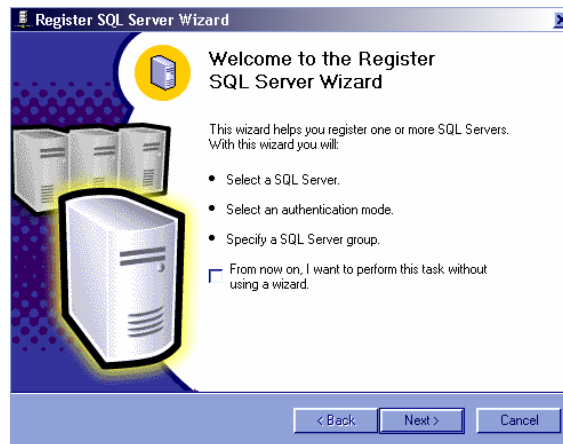 Register SQL Server Wizard
Welcome to the Register
SQL Server Wizard
This wizard helps you register one or more SQL Servers.
With this wizard you will:
• Select a SQL Server.
• Select an authentication mode.
• Specify a SQL Server group.
From now on, I want to perform this task without
using a wizard.
< Back
Next >
Cancel